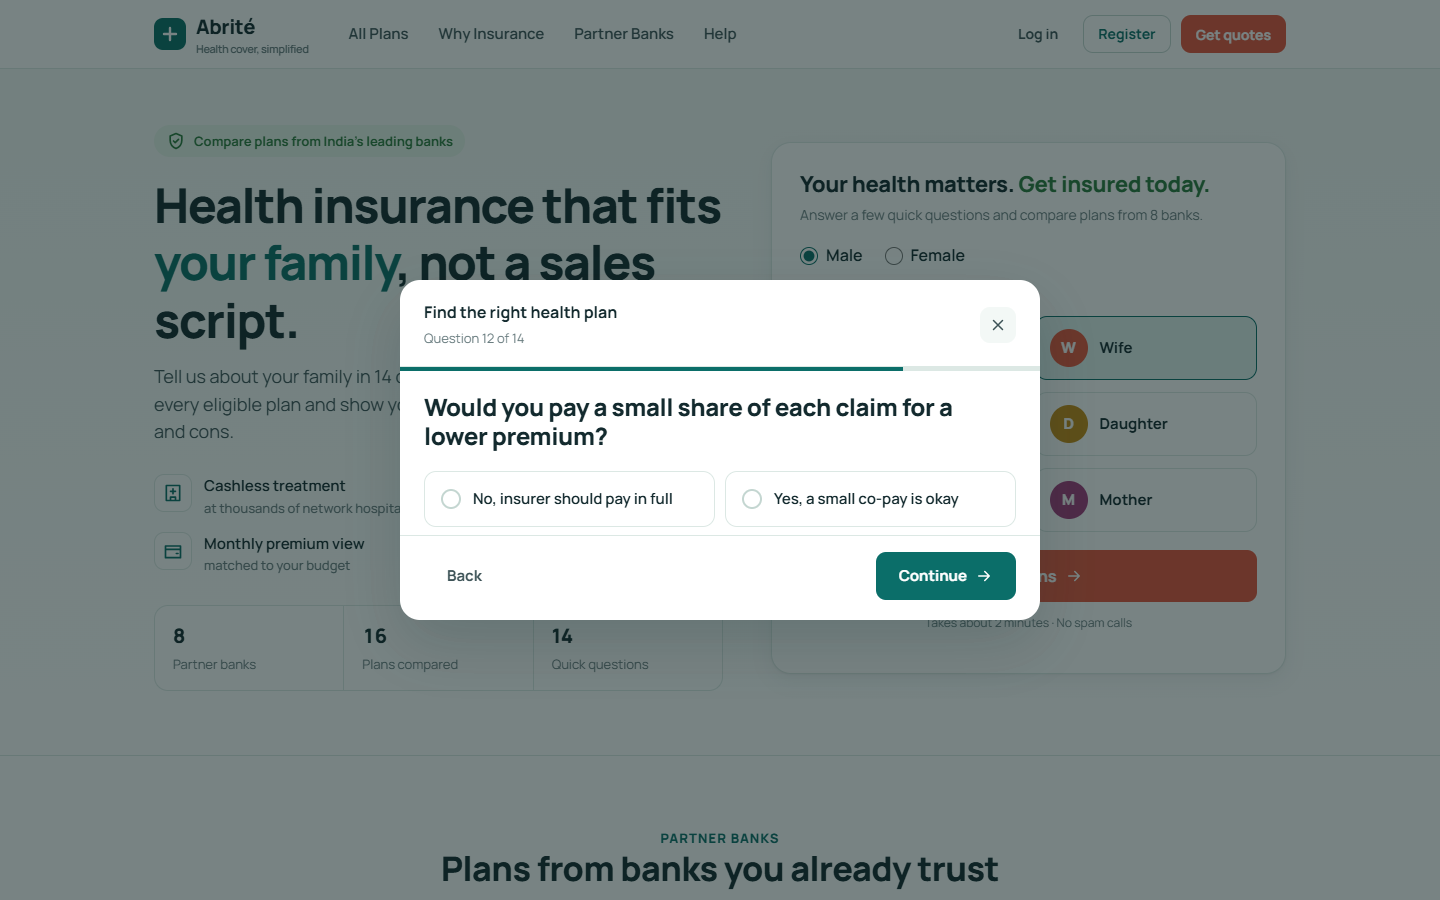 Abrité
Health cover, simplified
All Plans
Why Insurance
Partner Banks
Help
Log in
Register
Get quotes
Compare plans from India's leading banks
Health insurance that fits
your family, not a sales
script.
Tell us about your family in 14
every eligible plan and show
and cons.
Cashless treatment
at thousands of network
Monthly premium view
matched to your budget
8
Partner banks
16
Plans compared
14
Quick questions
Your health matters. Get insured today.
Answer a few quick questions and compare plans from 8 banks.
Male
Female
W
Wife
D
Daughter
M
Mother
Takes about 2 minutes · No spam calls
Find the right health plan
Question 12 of 14
Would you pay a small share of each claim for a
lower premium?
No, insurer should pay in full
Yes, a small co-pay is okay
Back
Continue
PARTNER BANKS
Plans from banks you already trust